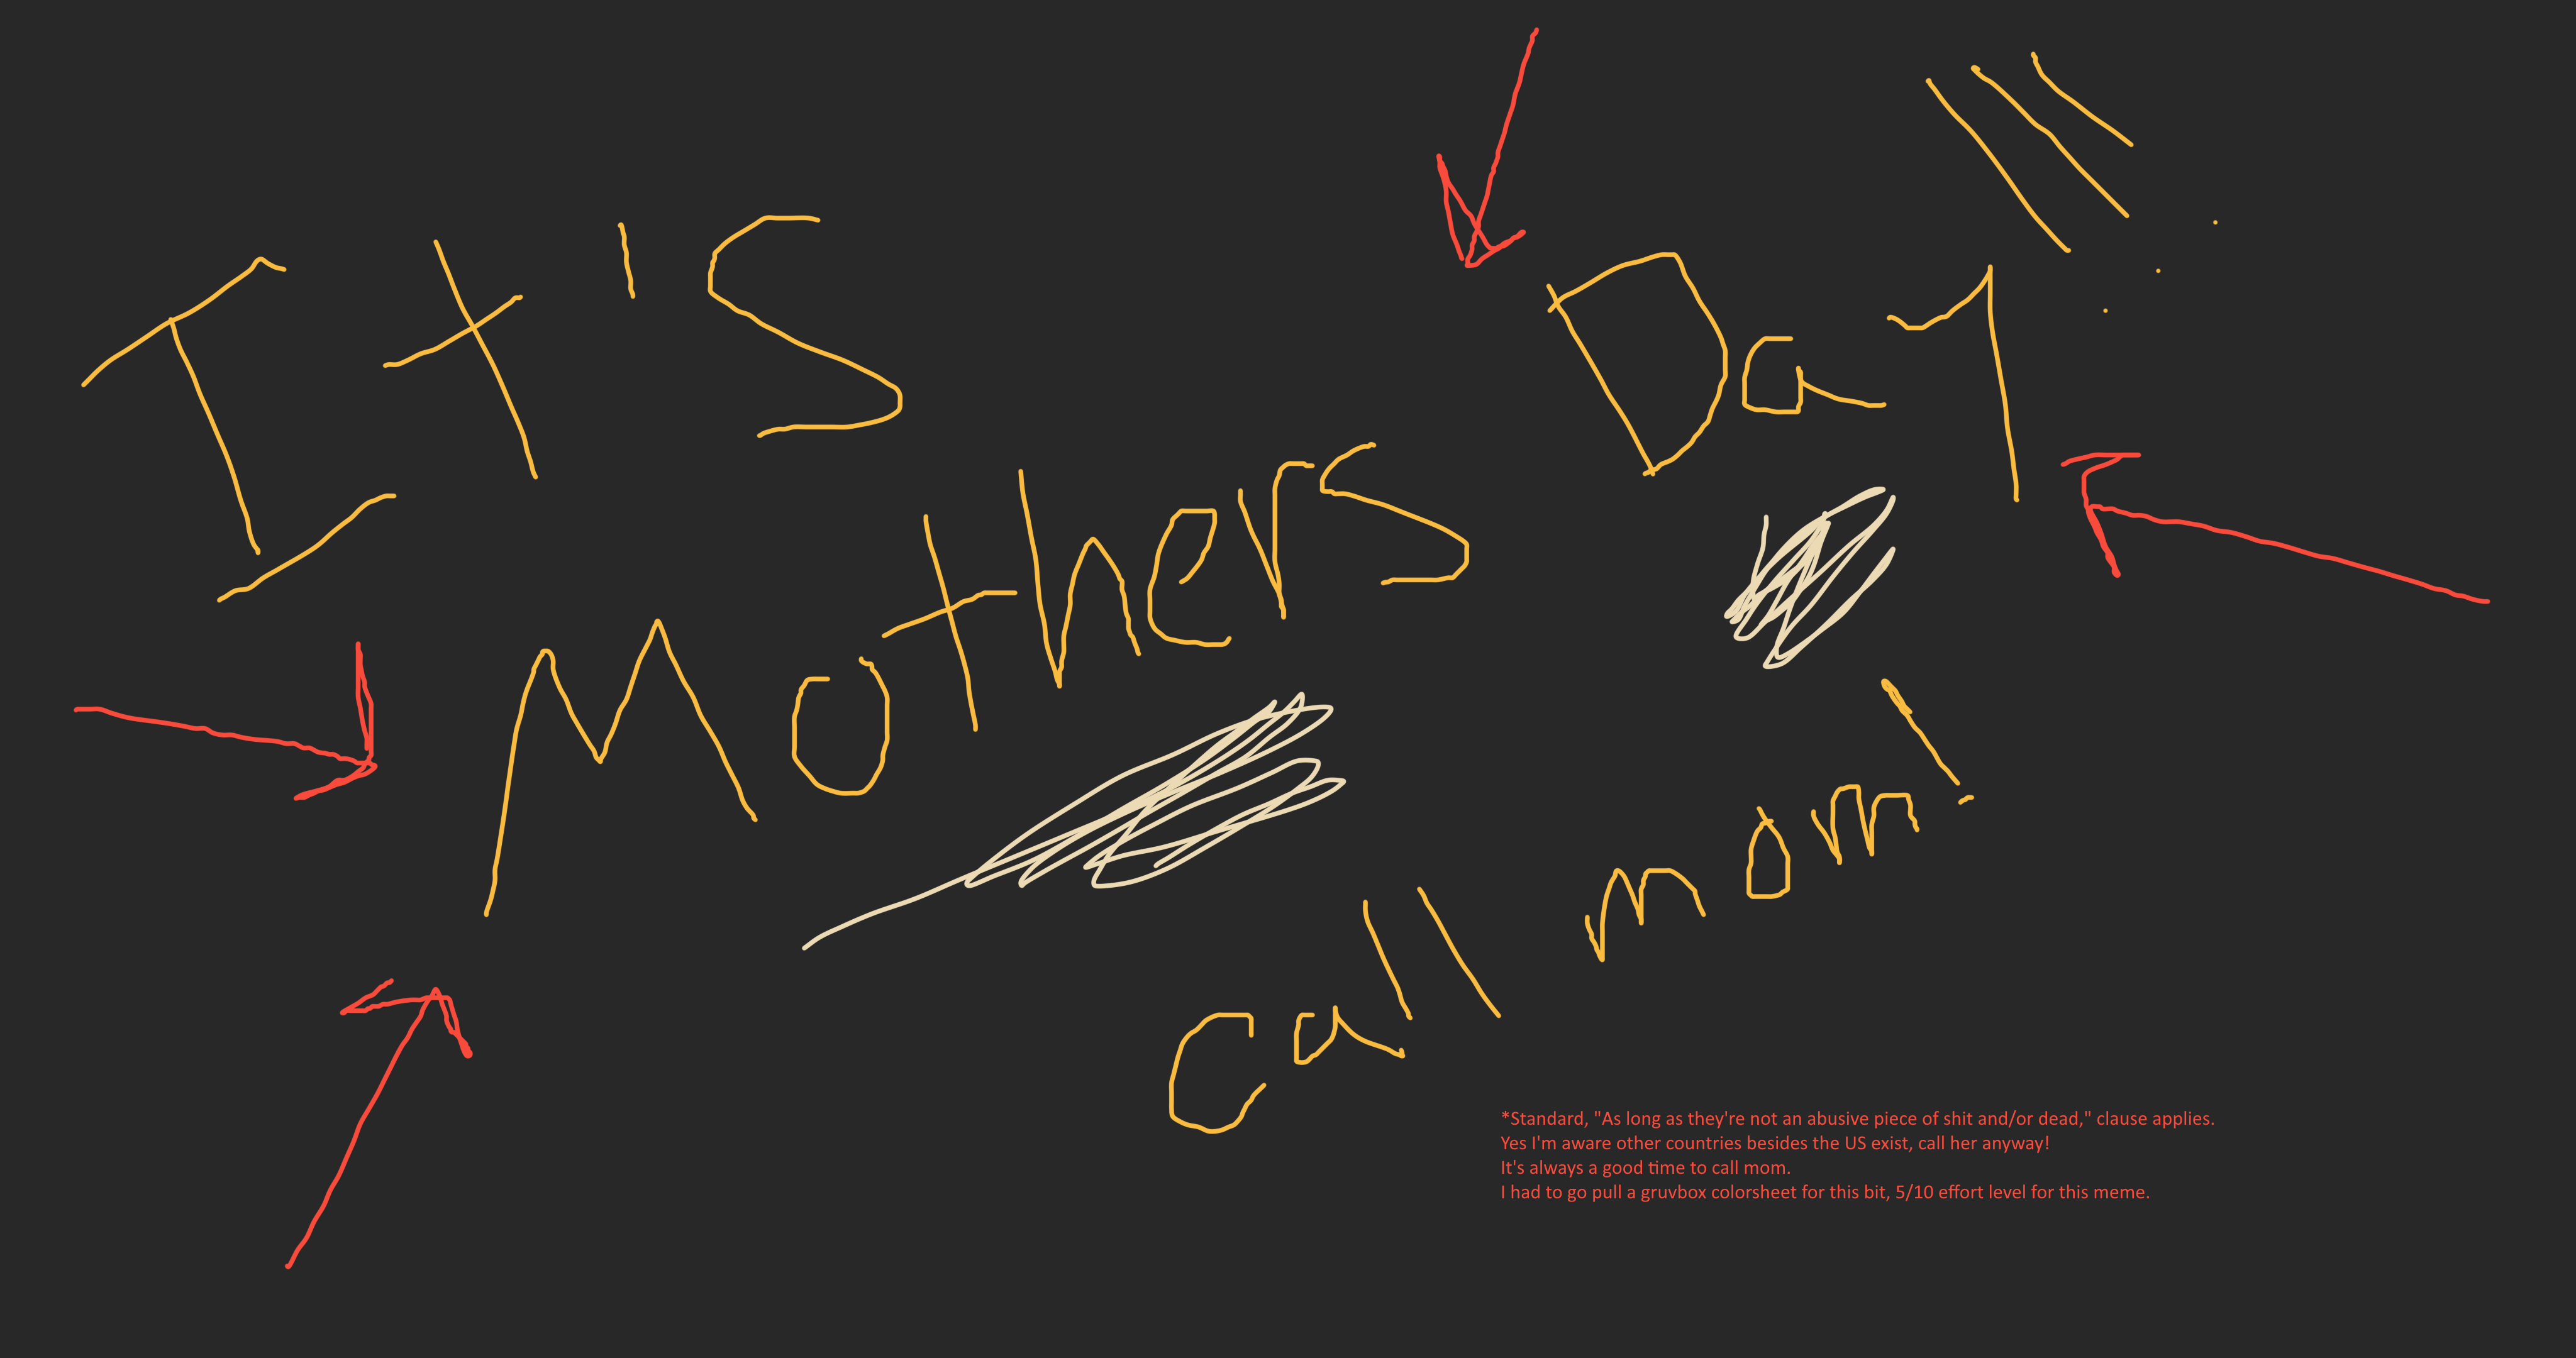 It's
Mothers
Day!!!
Call mom!
*Standard, "As long as they're not an abusive piece of shit and/or dead," clause applies.
Yes I'm aware other countries besides the US exist, call her anyway!
It's always a good time to call mom.
I had to go pull a gruvbox colorsheet for this bit, 5/10 effort level for this meme.